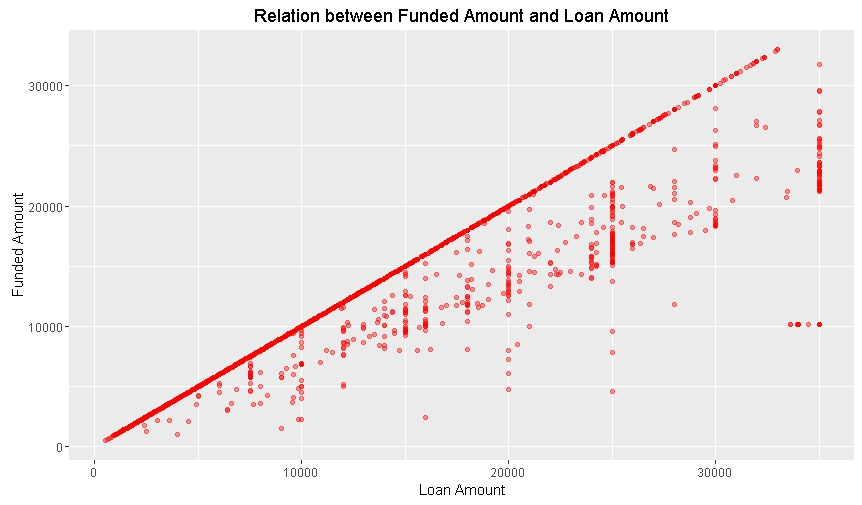 Relation between Funded Amount and Loan Amount
Funded Amount
30000
20000
10000
0
0 10000 20000 30000
Loan Amount